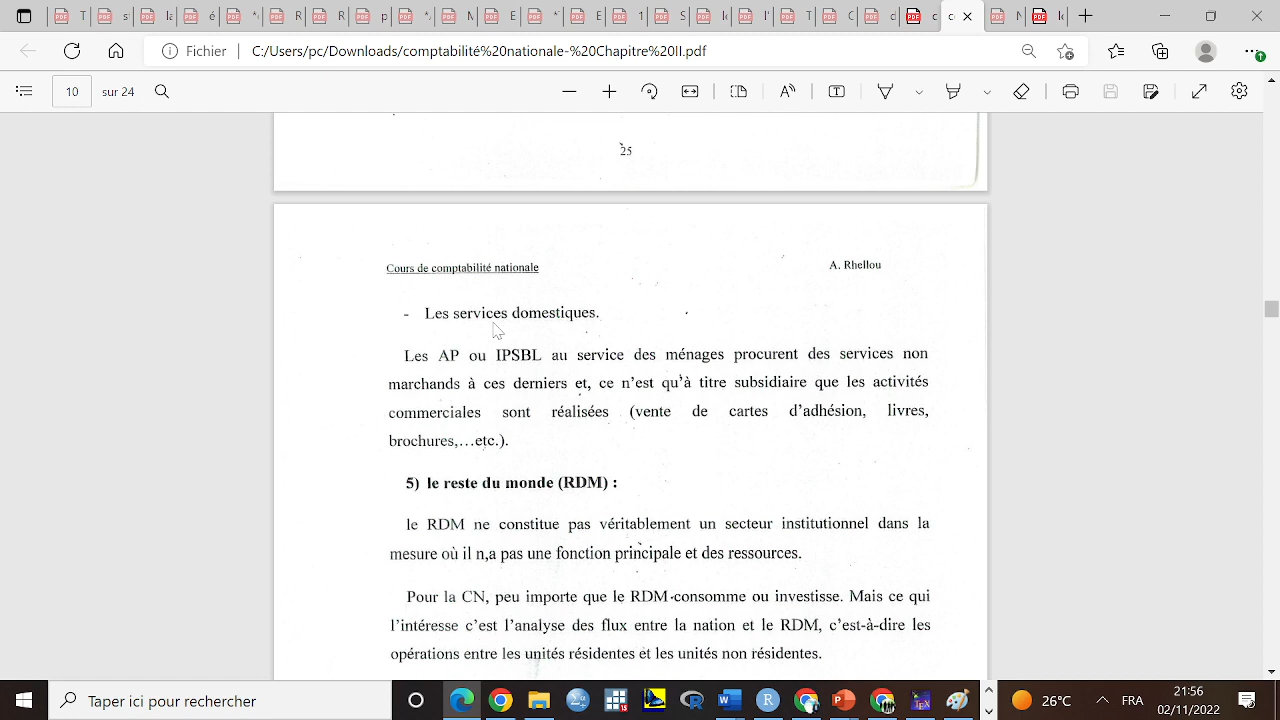 Fichier C:/Users/pc/Downloads/comptabilité%20nationale-%20Chapitre%20II.pdf
10 sur 24
25
Cours de comptabilité nationale A. Rhellou
- Les services domestiques.
Les AP ou IPSBL au service des ménages procurent des services non
marchands à ces derniers et, ce n'est qu'à titre subsidiaire que les activités
commerciales sont réalisées (vente de cartes d'adhésion, livres,
brochures,...etc.).
5) le reste du monde (RDM) :
le RDM ne constitue pas véritablement un secteur institutionnel dans la
mesure où il n,a pas une fonction principale et des ressources.
Pour la CN, peu importe que le RDM consomme ou investisse. Mais ce qui
l'intéresse c'est l'analyse des flux entre la nation et le RDM, c'est-à-dire les
opérations entre les unités résidentes et les unités non résidentes.
Taper ici pour rechercher
26°C FRA 21:56
02/11/2022